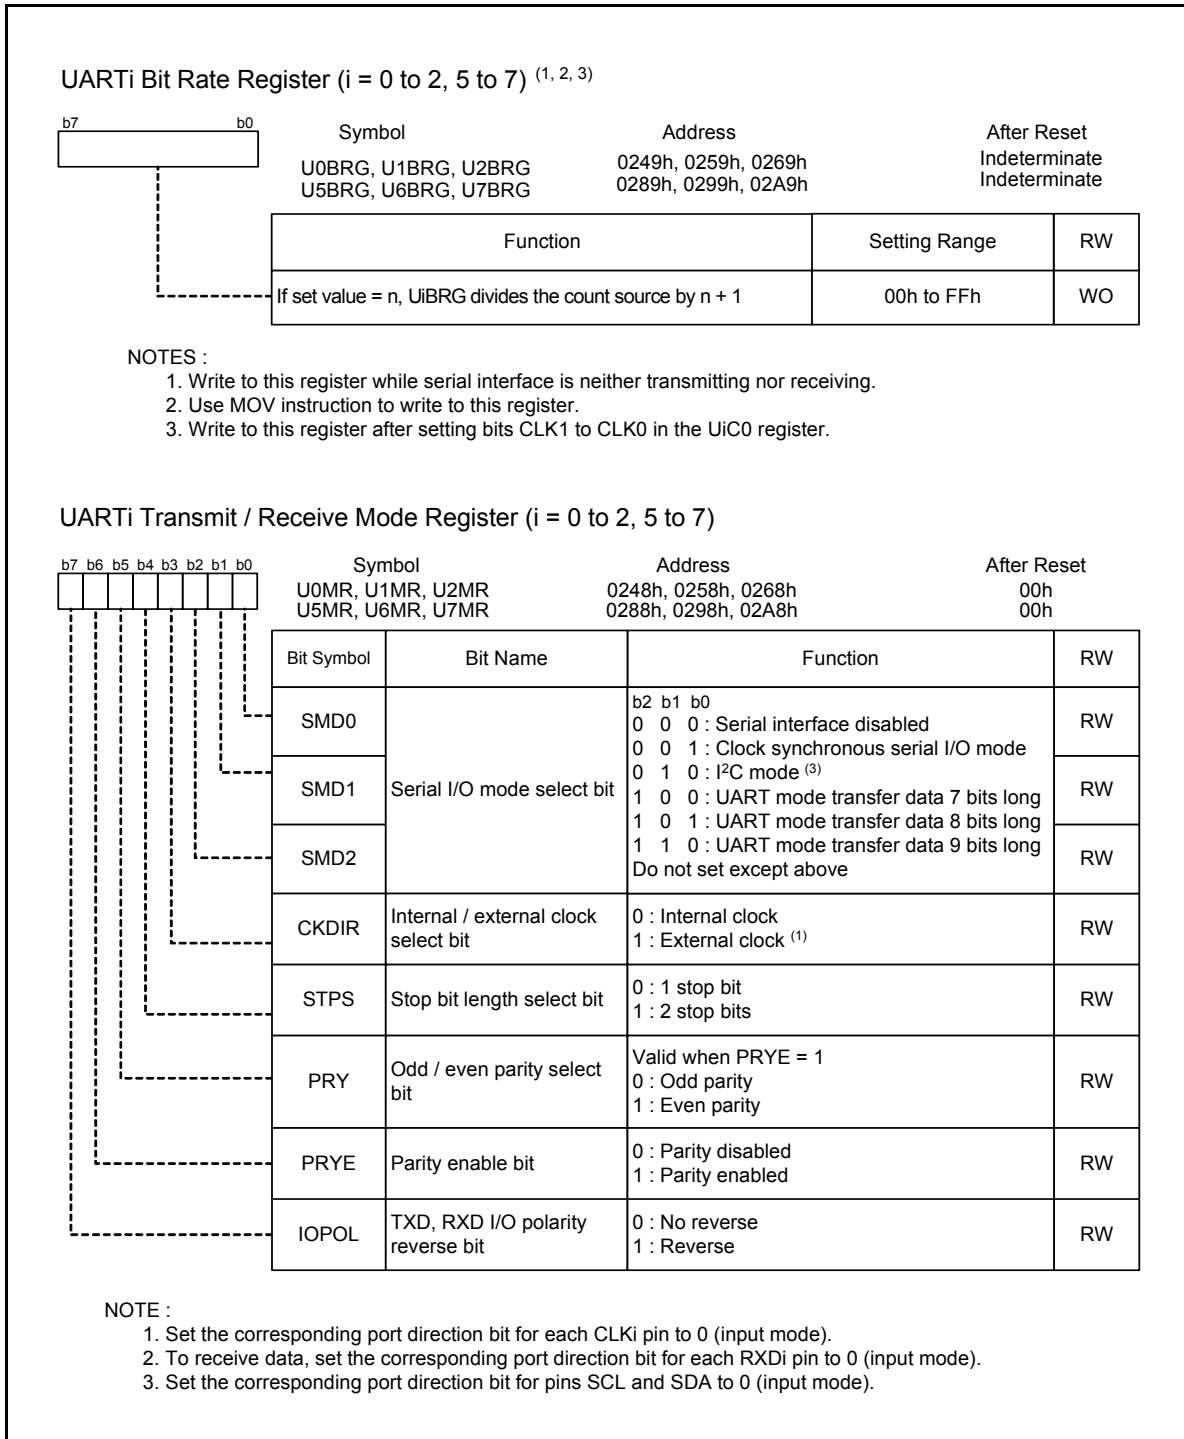 UARTi Bit Rate Register (i = 0 to 2, 5 to 7) (1, 2, 3)
b7 b0
Symbol Address After Reset
U0BRG, U1BRG, U2BRG 0249h, 0259h, 0269h Indeterminate
U5BRG, U6BRG, U7BRG 0289h, 0299h, 02A9h Indeterminate
Function Setting Range RW
If set value = n, UiBRG divides the count source by n + 1 00h to FFh WO
NOTES :
1. Write to this register while serial interface is neither transmitting nor receiving.
2. Use MOV instruction to write to this register.
3. Write to this register after setting bits CLK1 to CLK0 in the UiC0 register.
UARTi Transmit / Receive Mode Register (i = 0 to 2, 5 to 7)
b7 b6 b5 b4 b3 b2 b1 b0
Symbol Address After Reset
U0MR, U1MR, U2MR 0248h, 0258h, 0268h 00h
U5MR, U6MR, U7MR 0288h, 0298h, 02A8h 00h
Bit Symbol Bit Name Function RW
SMD0 RW
SMD1 Serial I/O mode select bit RW
SMD2 RW
b2 b1 b0
0 0 0 : Serial interface disabled
0 0 1 : Clock synchronous serial I/O mode
0 1 0 : I²C mode (3)
1 0 0 : UART mode transfer data 7 bits long
1 0 1 : UART mode transfer data 8 bits long
1 1 0 : UART mode transfer data 9 bits long
Do not set except above
CKDIR Internal / external clock select bit RW
0 : Internal clock
1 : External clock (1)
STPS Stop bit length select bit RW
0 : 1 stop bit
1 : 2 stop bits
PRY Odd / even parity select bit RW
Valid when PRYE = 1
0 : Odd parity
1 : Even parity
PRYE Parity enable bit RW
0 : Parity disabled
1 : Parity enabled
IOPOL TXD, RXD I/O polarity reverse bit RW
0 : No reverse
1 : Reverse
NOTE :
1. Set the corresponding port direction bit for each CLKi pin to 0 (input mode).
2. To receive data, set the corresponding port direction bit for each RXDi pin to 0 (input mode).
3. Set the corresponding port direction bit for pins SCL and SDA to 0 (input mode).